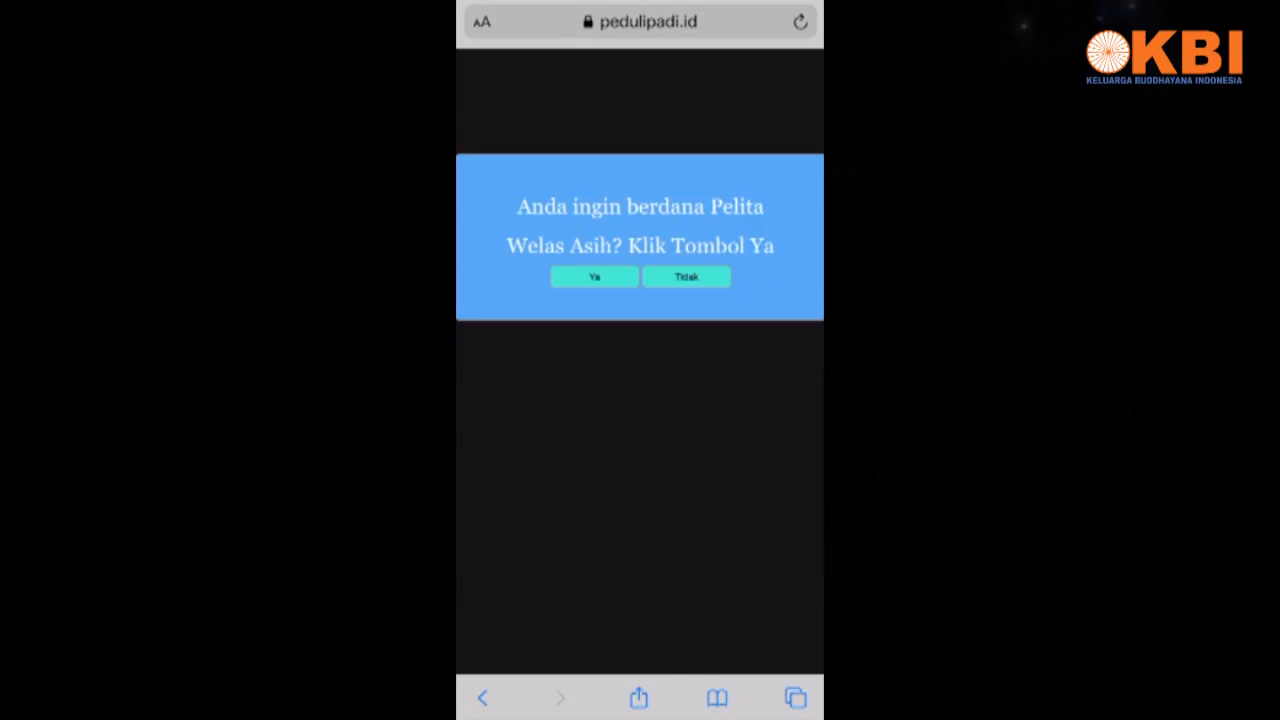 AA pedulipadi.id
KBI
KELUARGA BUDDHAYANA INDONESIA
Anda ingin berdana Pelita
Welas Asih? Klik Tombol Ya
Ya Tidak